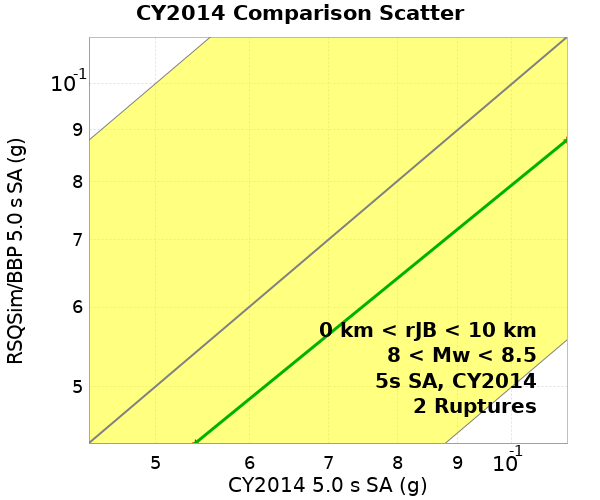 CY2014 Comparison Scatter
RSQSim/BBP 5.0 s SA (g)
10-1
9
8
7
6
5
0 km < rJB < 10 km
8 < Mw < 8.5
5s SA, CY2014
2 Ruptures
5 6 7 8 9 10-1
CY2014 5.0 s SA (g)